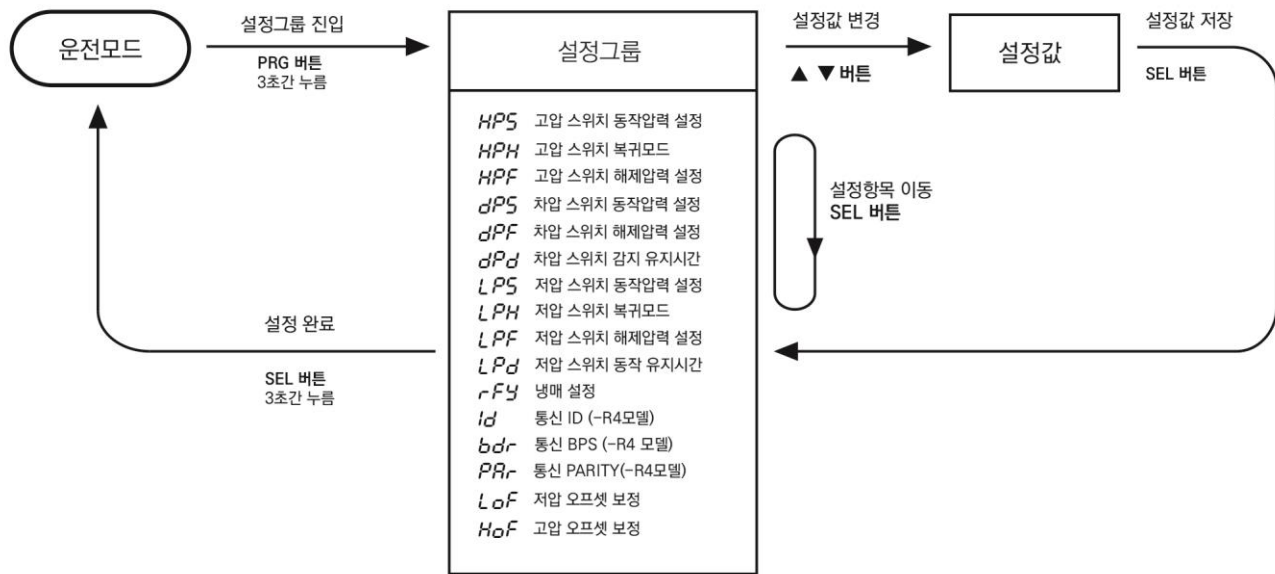 운전모드
설정그룹 진입
PRG 버튼
3초간 누름
설정그룹
설정값 변경
▲ ▼ 버튼
설정값
설정값 저장
SEL 버튼
HPS 고압 스위치 동작압력 설정
HPH 고압 스위치 복귀모드
HPF 고압 스위치 해제압력 설정
dPS 차압 스위치 동작압력 설정
dPF 차압 스위치 해제압력 설정
dPd 차압 스위치 감지 유지시간
LPS 저압 스위치 동작압력 설정
LPH 저압 스위치 복귀모드
LPF 저압 스위치 해제압력 설정
LPd 저압 스위치 동작 유지시간
rFY 냉매 설정
Id 통신 ID (-R4모델)
bdr 통신 BPS (-R4 모델)
PAr 통신 PARITY(-R4모델)
LoF 저압 오프셋 보정
HoF 고압 오프셋 보정
설정항목 이동
SEL 버튼
설정 완료
SEL 버튼
3초간 누름